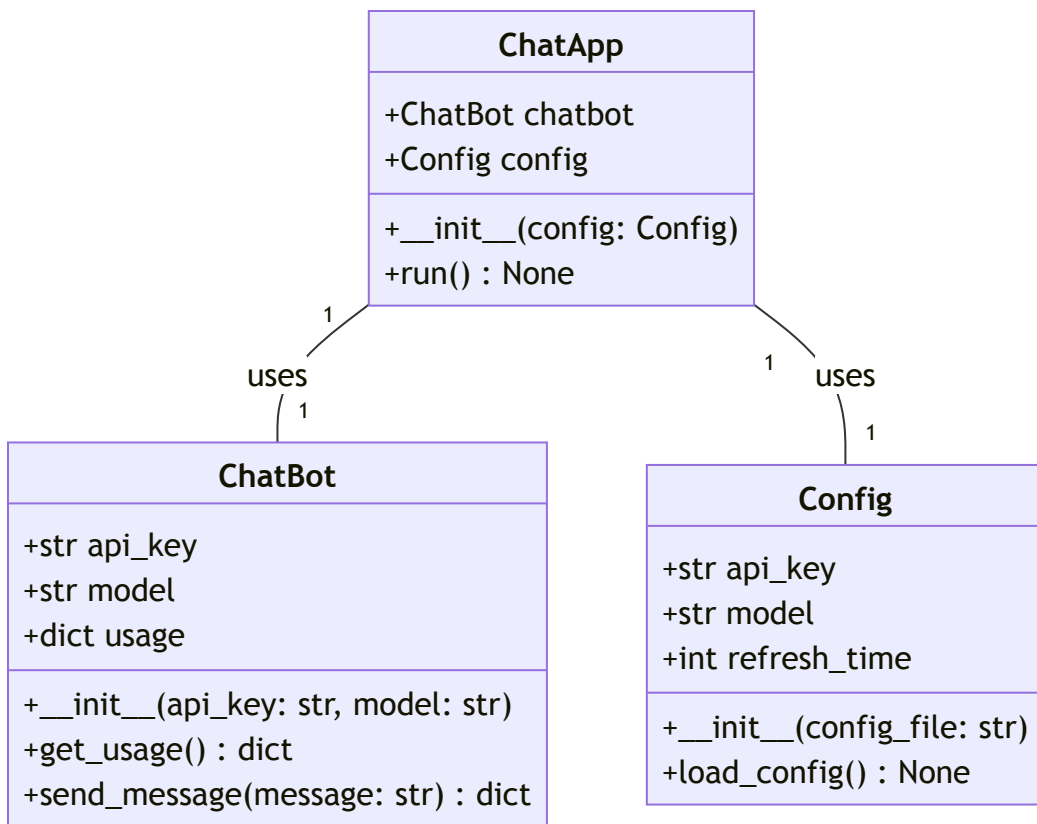 ChatApp
+ChatBot chatbot
+Config config
+__init__(config: Config)
+run() : None
1
uses
1
1
uses
1
ChatBot
+str api_key
+str model
+dict usage
+__init__(api_key: str, model: str)
+get_usage() : dict
+send_message(message: str) : dict
Config
+str api_key
+str model
+int refresh_time
+__init__(config_file: str)
+load_config() : None